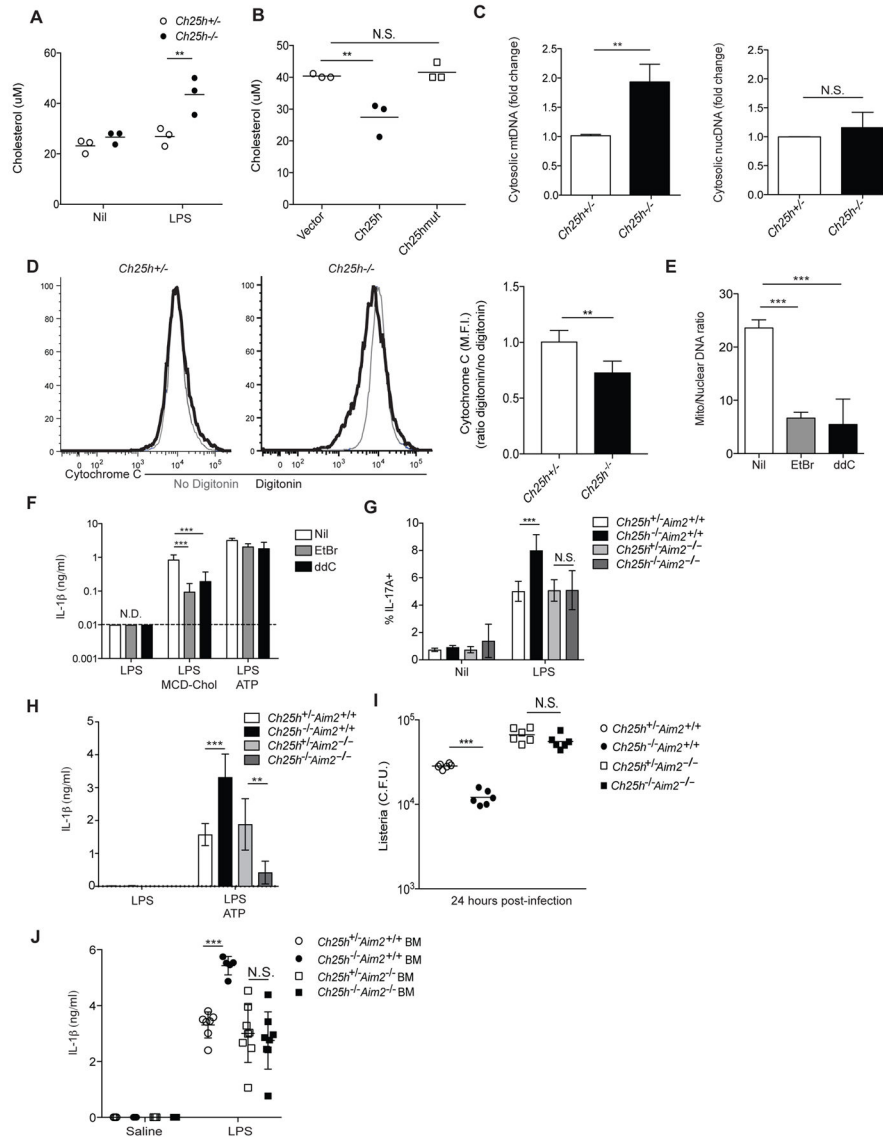 A
Ch25h+/-
Ch25h-/-
**
Cholesterol (uM)
60
40
20
0
Nil
LPS
B
N.S.
**
Cholesterol (uM)
50
40
30
20
10
0
Vector
Ch25h
Ch25hmut
C
**
Cytosolic mtDNA (fold change)
2.5
2.0
1.5
1.0
0.5
0.0
Ch25h+/-
Ch25h-/-
N.S.
Cytosolic nucDNA (fold change)
2.5
2.0
1.5
1.0
0.5
0.0
Ch25h+/-
Ch25h-/-
D
Ch25h+/-
Ch25h-/-
100
80
60
40
20
0
0 10² 10³ 10⁴ 10⁵
100
80
60
40
20
0
0 10² 10³ 10⁴ 10⁵
Cytochrome C
No Digitonin
Digitonin
**
Cytochrome C (M.F.I.)
(ratio digitonin/no digitonin)
1.5
1.0
0.5
0.0
Ch25h+/-
Ch25h-/-
E
***
***
Mito/Nuclear DNA ratio
30
20
10
0
Nil
EtBr
ddC
F
Nil
EtBr
ddC
***
***
N.D.
IL-1β (ng/ml)
10
1
0.1
0.01
0.001
LPS
LPS
MCD-Chol
LPS
ATP
G
Ch25h+/-Aim2+/+
Ch25h-/-Aim2+/+
Ch25h+/-Aim2-/-
Ch25h-/-Aim2-/-
***
N.S.
% IL-17A+
10
8
6
4
2
0
Nil
LPS
H
Ch25h+/-Aim2+/+
Ch25h-/-Aim2+/+
Ch25h+/-Aim2-/-
Ch25h-/-Aim2-/-
***
**
IL-1β (ng/ml)
5
4
3
2
1
0
LPS
LPS
ATP
I
N.S.
***
Listeria (C.F.U.)
10⁵
10⁴
10³
24 hours post-infection
Ch25h+/-Aim2+/+
Ch25h-/-Aim2+/+
Ch25h+/-Aim2-/-
Ch25h-/-Aim2-/-
J
***
N.S.
IL-1β (ng/ml)
6
4
2
0
Saline
LPS
Ch25h+/-Aim2+/+ BM
Ch25h-/-Aim2+/+ BM
Ch25h+/-Aim2-/- BM
Ch25h-/-Aim2-/- BM